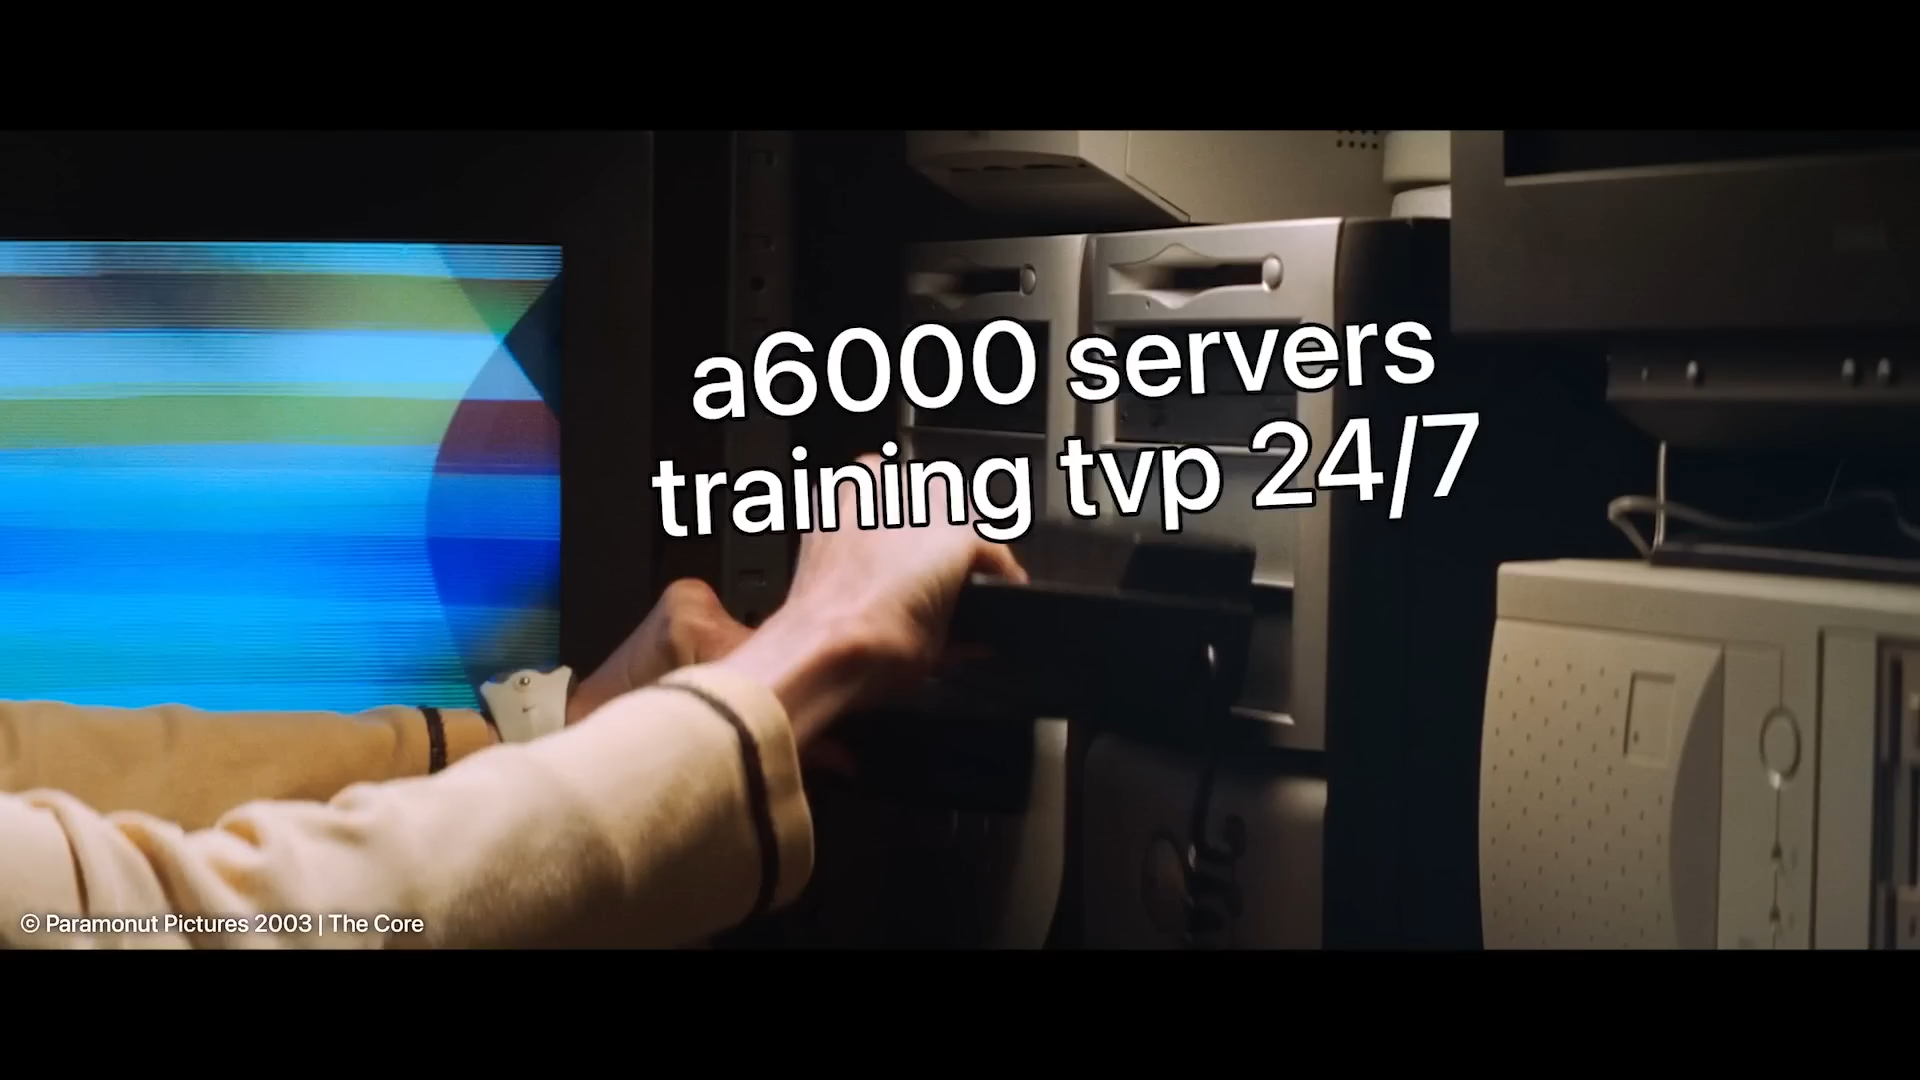 a6000 servers
training tvp 24/7
© Paramonut Pictures 2003 | The Core